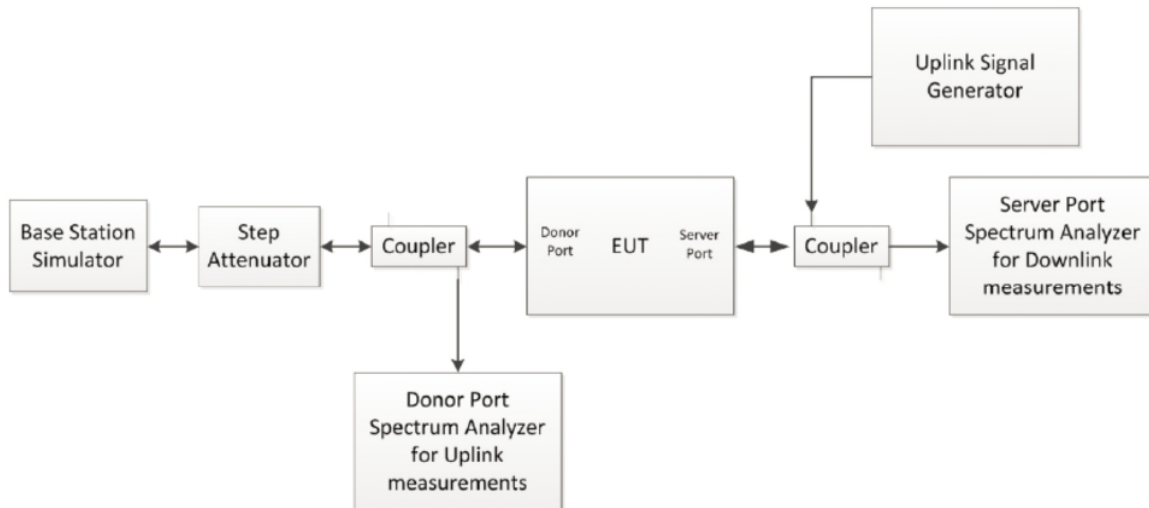 Uplink Signal
Generator
Base Station
Simulator
Step
Attenuator
Coupler
Donor
Port
EUT
Server
Port
Coupler
Server Port
Spectrum Analyzer
for Downlink
measurements
Donor Port
Spectrum Analyzer
for Uplink
measurements